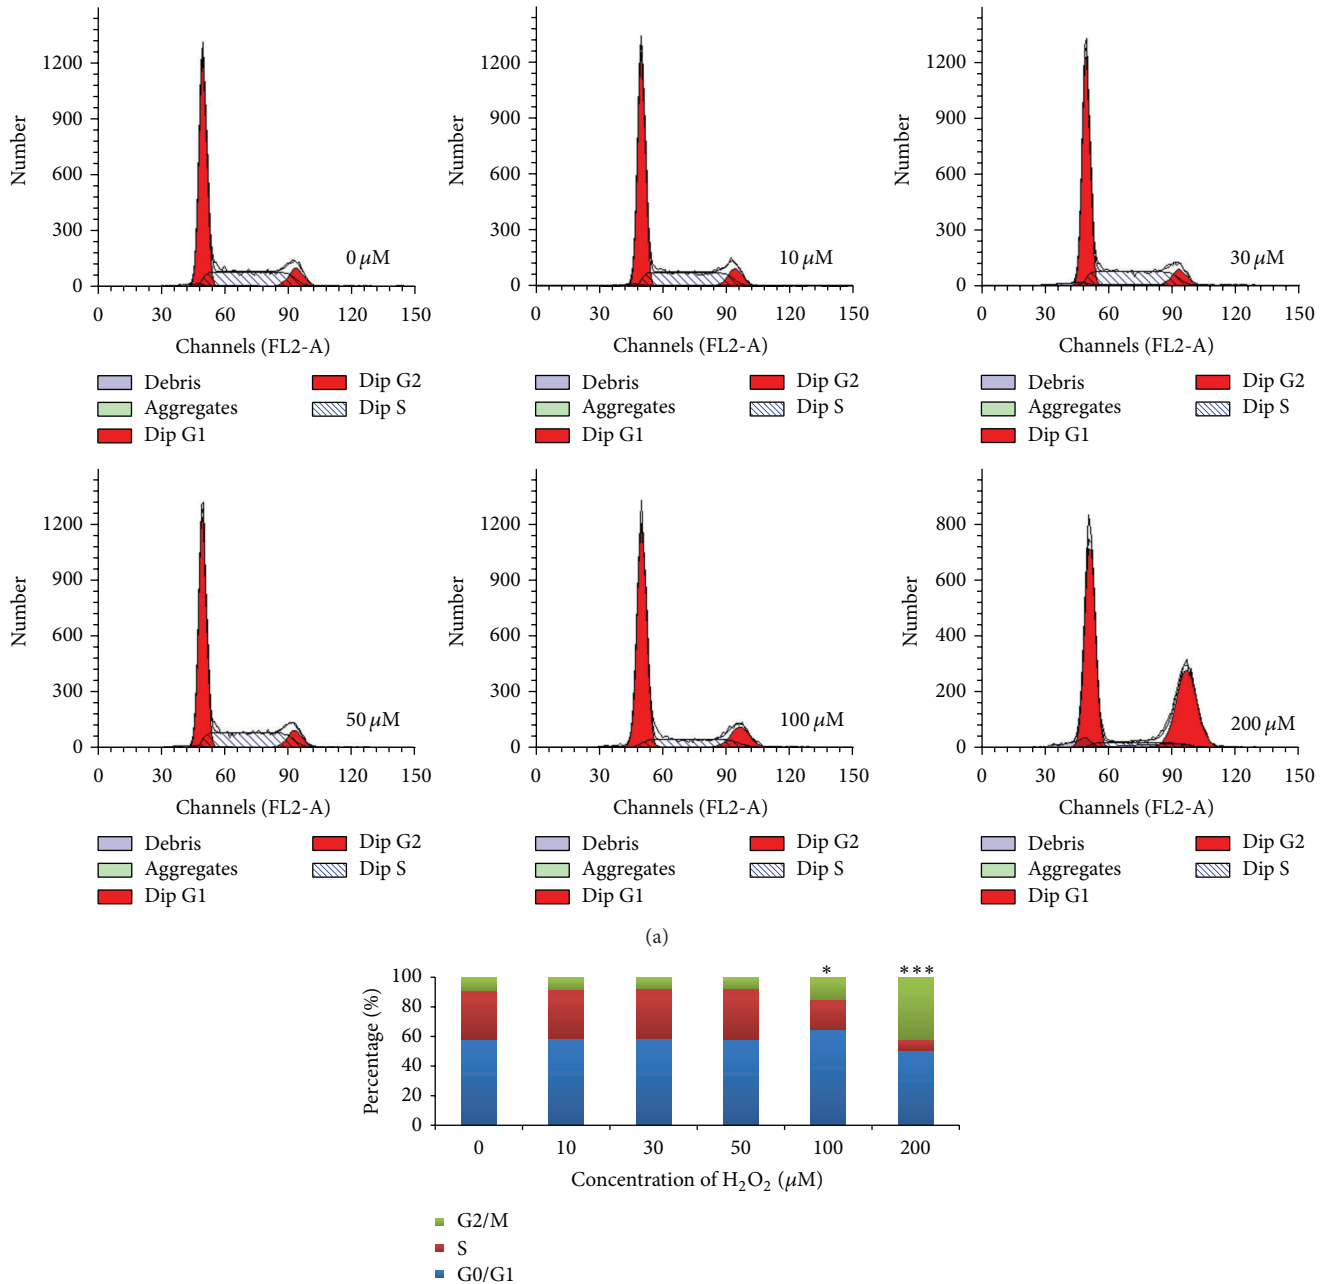 1200
900
600
300
0
Number
0 μM
0 30 60 90 120 150
Channels (FL2-A)
Debris
Aggregates
Dip G1
Dip G2
Dip S
1200
900
600
300
0
Number
10 μM
0 30 60 90 120 150
Channels (FL2-A)
Debris
Aggregates
Dip G1
Dip G2
Dip S
1200
900
600
300
0
Number
30 μM
0 30 60 90 120 150
Channels (FL2-A)
Debris
Aggregates
Dip G1
Dip G2
Dip S
1200
900
600
300
0
Number
50 μM
0 30 60 90 120 150
Channels (FL2-A)
Debris
Aggregates
Dip G1
Dip G2
Dip S
1200
900
600
300
0
Number
100 μM
0 30 60 90 120 150
Channels (FL2-A)
Debris
Aggregates
Dip G1
Dip G2
Dip S
800
600
400
200
0
Number
200 μM
0 30 60 90 120 150
Channels (FL2-A)
Debris
Aggregates
Dip G1
Dip G2
Dip S
(a)
100
80
60
40
20
0
Percentage (%)
* ***
0 10 30 50 100 200
Concentration of H₂O₂ (μM)
G2/M
S
G0/G1